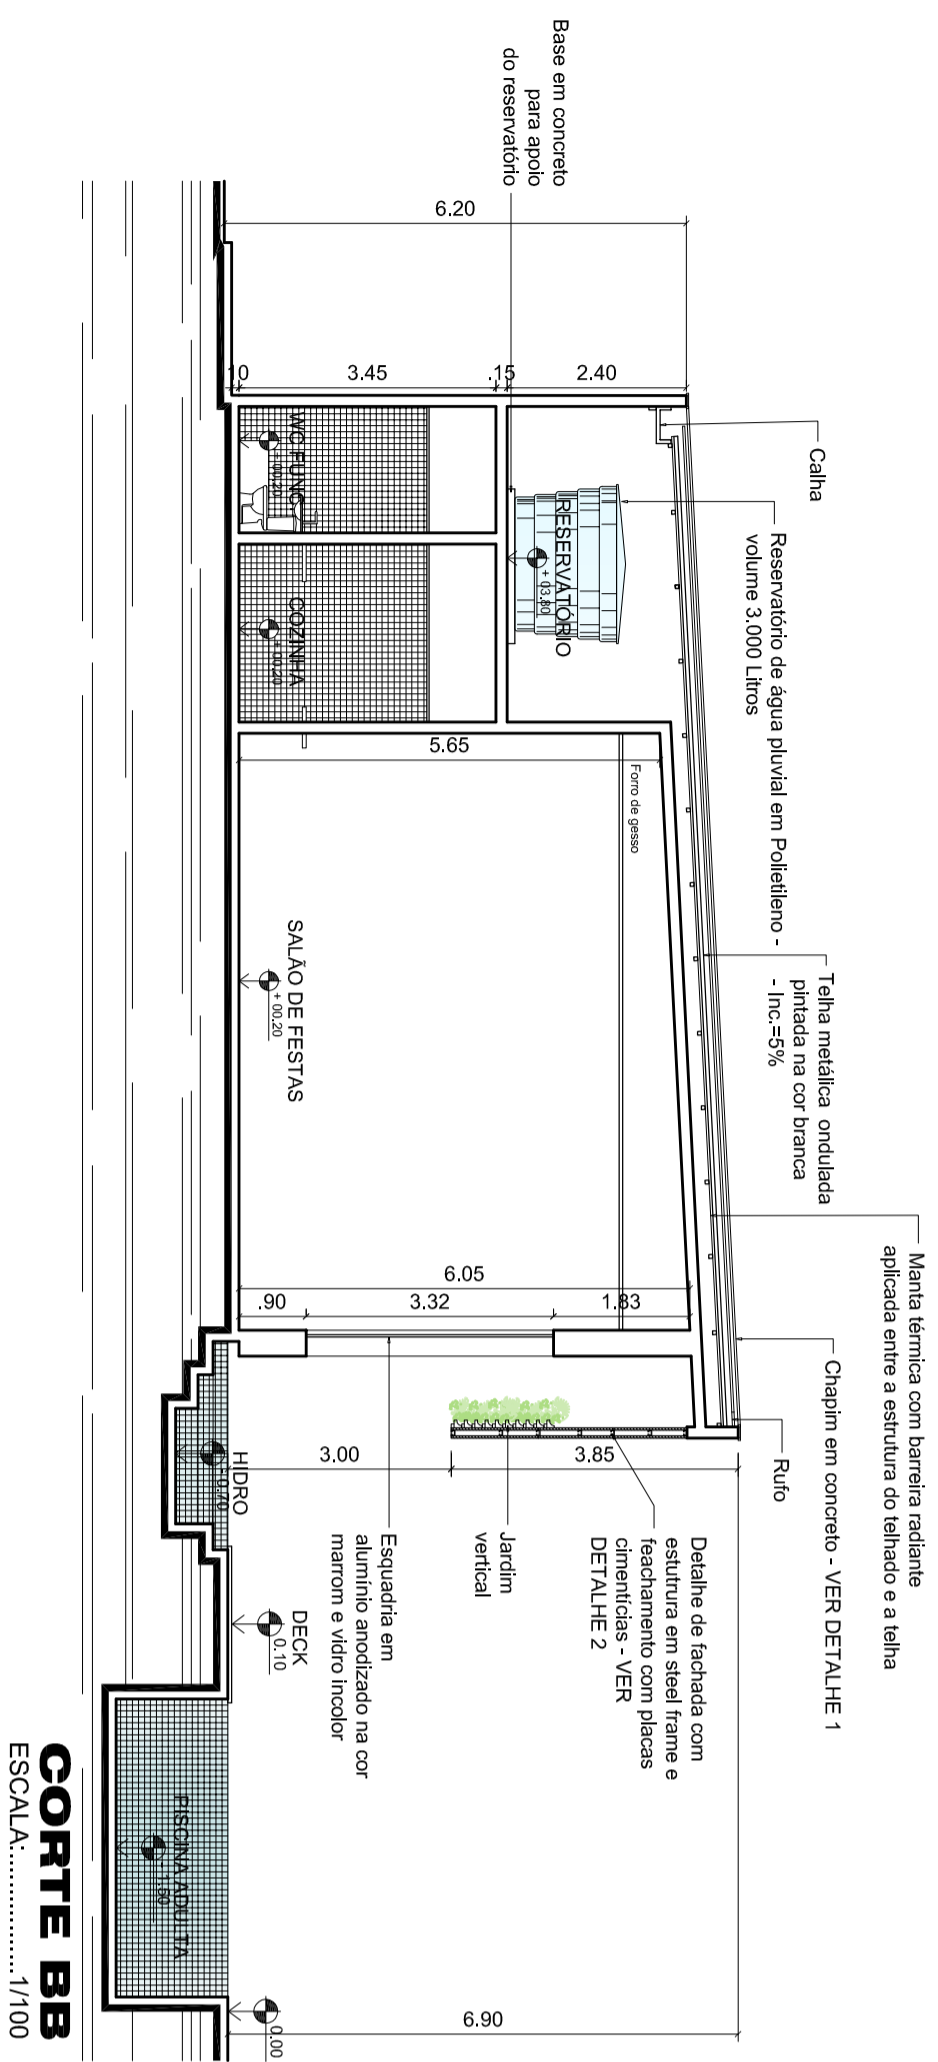 Base em concreto
para apoio
do reservatório
Calha
Reservatório de água pluvial em Polietileno -
volume 3.000 Litros
Telha metálica ondulada
pintada na cor branca
- Inc.=5%
Manta térmica com barreira radiante
aplicada entre a estrutura do telhado e a telha
Chapim em concreto - VER DETALHE 1
Rufo
Detalhe de fachada com
estutrura em steel frame e
feachamento com placas
cimentícias - VER
DETALHE 2
Jardim
vertical
Esquadria em
alumínio anodizado na cor
marrom e vidro incolor
6.20
10
3.45
.15
2.40
WC FUNC.
+ 00.20
COZINHA
+ 00.20
RESERVATÓRIO
+ 03.80
5.65
Forro de gesso
SALÃO DE FESTAS
+ 00.20
6.05
.90
3.32
1.83
3.00
3.85
HIDRO
- 0.70
DECK
0.10
PISCINA ADULTA
- 1.50
0.00
6.90
CORTE BB
ESCALA:..............1/100